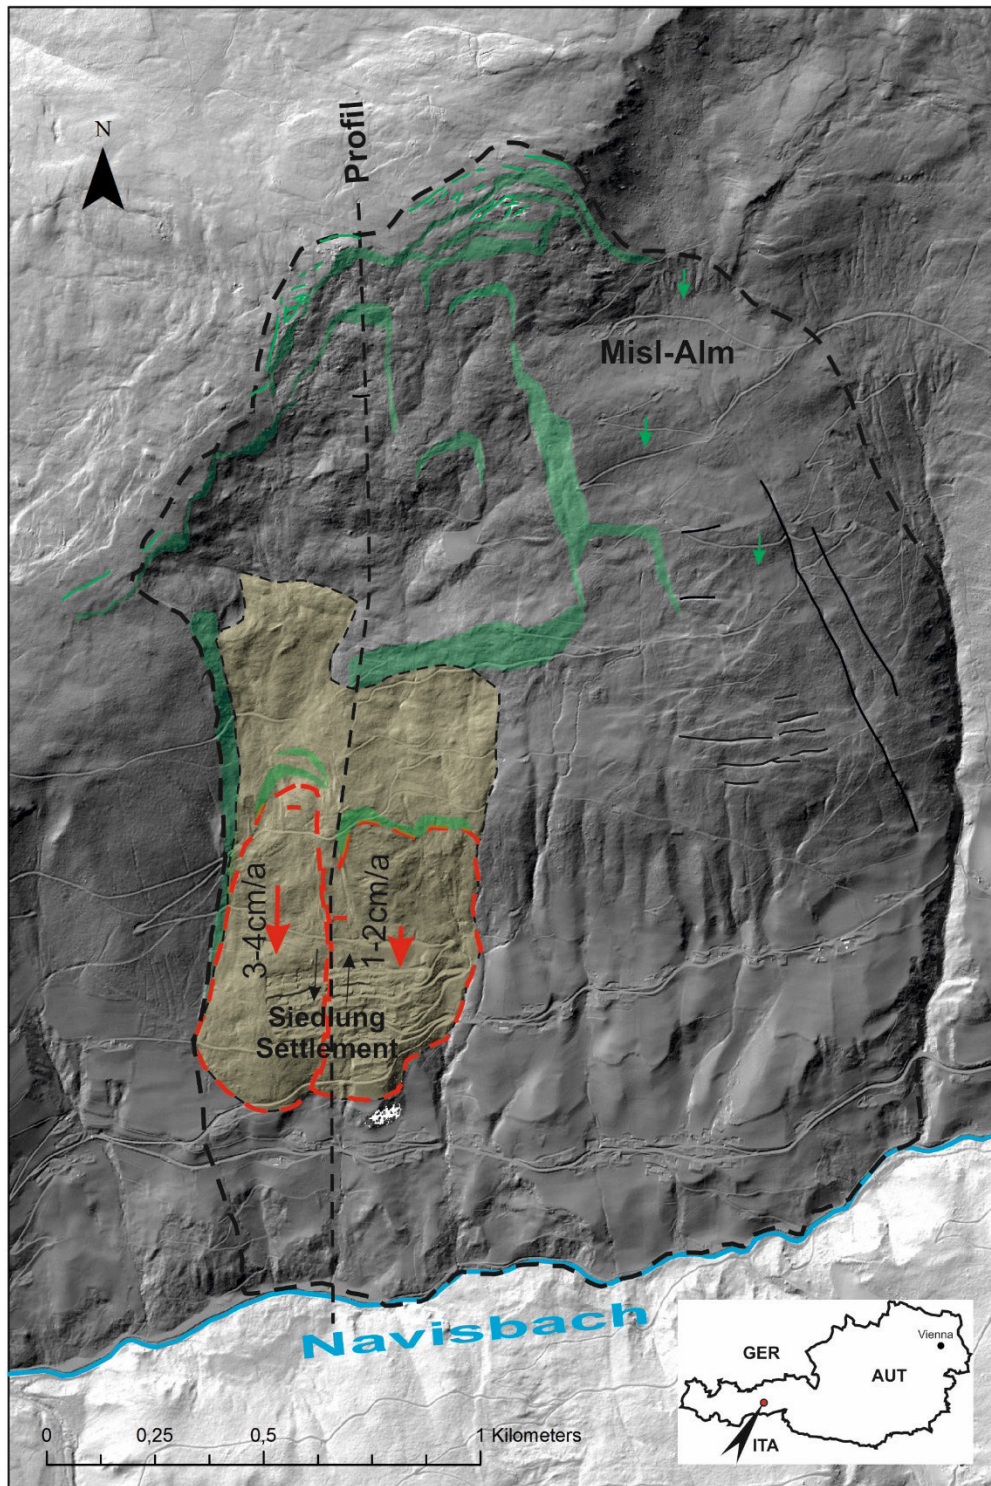 N
Profil
Misl-Alm
3-4cm/a
1-2cm/a
Siedlung
Settlement
Navisbach
0 0,25 0,5 1 Kilometers
GER
Vienna
AUT
ITA